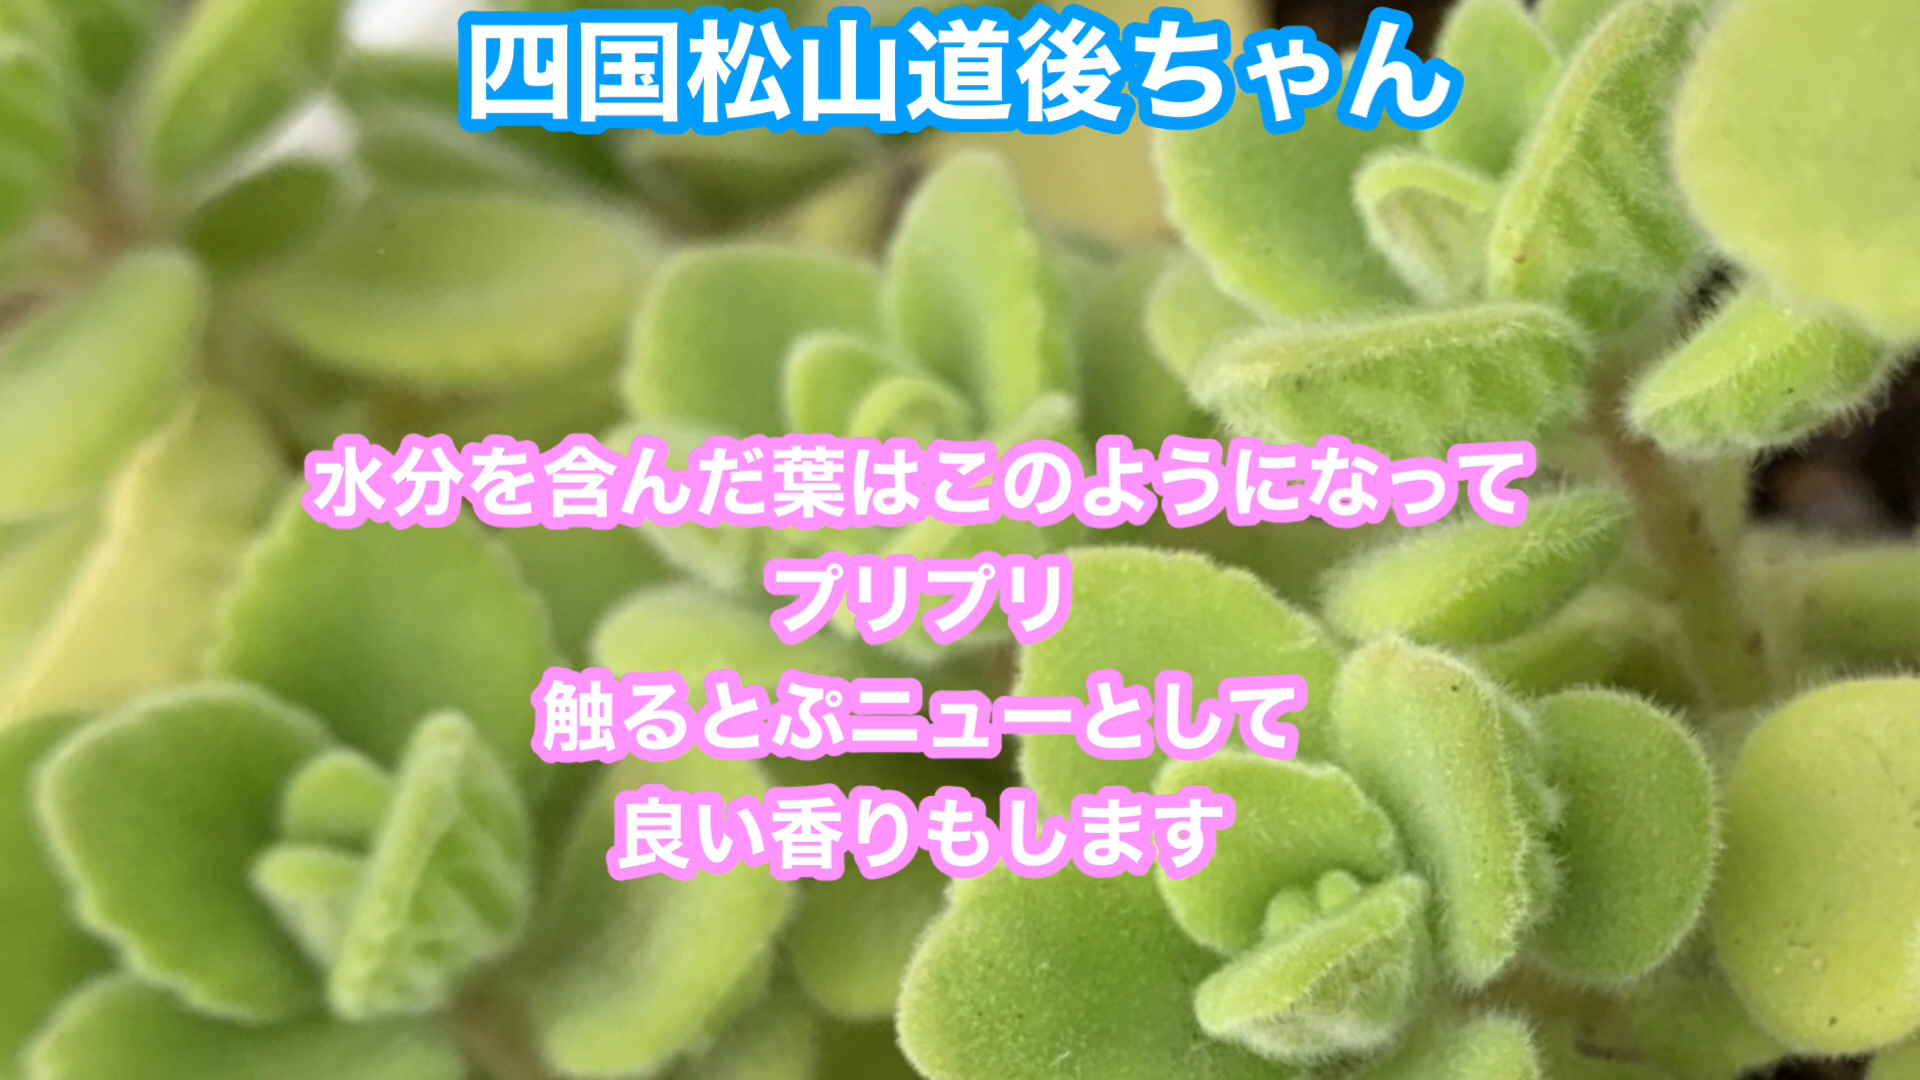 四国松山道後ちゃん
水分を含んだ葉はこのようになって
プリプリ
触るとぷニューとして
良い香りもします